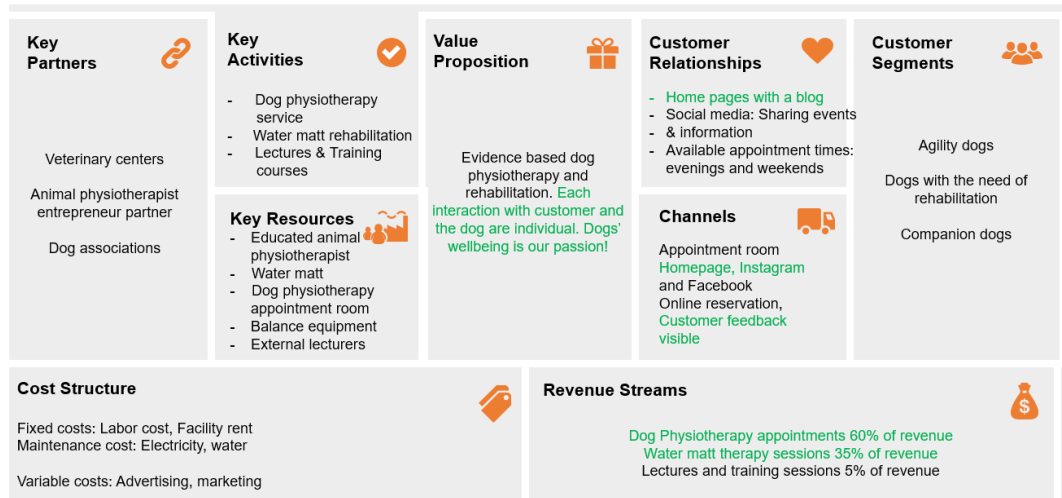 Key
Partners
Veterinary centers
Animal physiotherapist
entrepreneur partner
Dog associations
Key
Activities
- Dog physiotherapy
service
- Water matt rehabilitation
- Lectures & Training
courses
Key Resources
- Educated animal
physiotherapist
- Water matt
- Dog physiotherapy
appointment room
- Balance equipment
- External lecturers
Value
Proposition
Evidence based dog
physiotherapy and
rehabilitation. Each
interaction with customer and
the dog are individual. Dogs'
wellbeing is our passion!
Customer
Relationships
- Home pages with a blog
- Social media: Sharing events
- & information
- Available appointment times:
evenings and weekends
Channels
Appointment room
Homepage, Instagram
and Facebook
Online reservation,
Customer feedback
visible
Customer
Segments
Agility dogs
Dogs with the need of
rehabilitation
Companion dogs
Cost Structure
Fixed costs: Labor cost, Facility rent
Maintenance cost: Electricity, water
Variable costs: Advertising, marketing
Revenue Streams
$
Dog Physiotherapy appointments 60% of revenue
Water matt therapy sessions 35% of revenue
Lectures and training sessions 5% of revenue